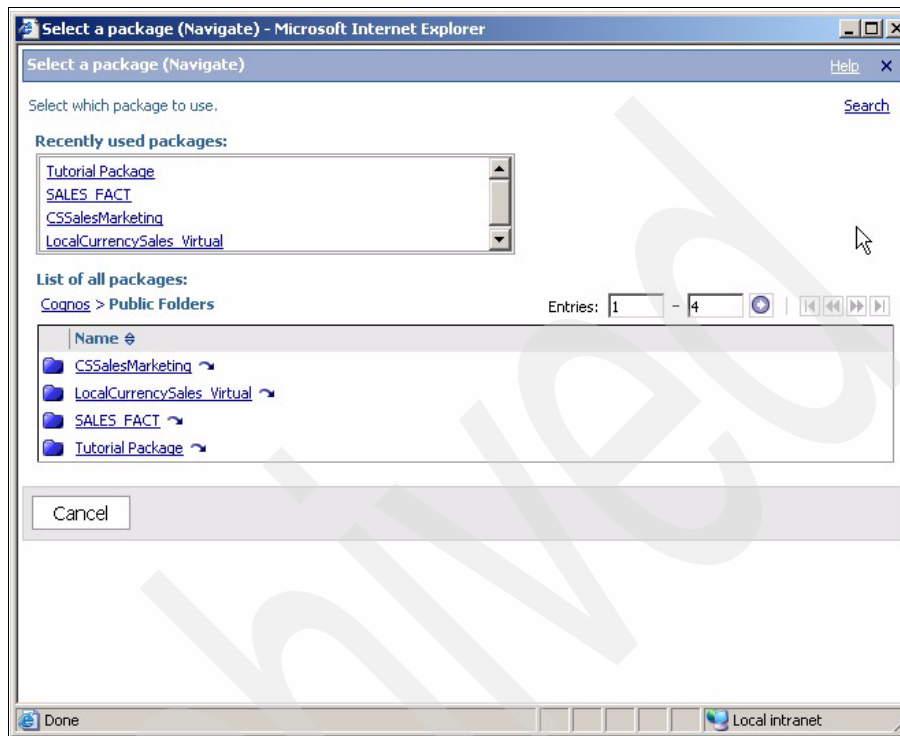 Select a package (Navigate) - Microsoft Internet Explorer
Select a package (Navigate) Help
Select which package to use. Search
Recently used packages:
Tutorial Package
SALES_FACT
CSSalesMarketing
LocalCurrencySales_Virtual
List of all packages:
Cognos > Public Folders Entries: 1 - 4
Name
CSSalesMarketing
LocalCurrencySales_Virtual
SALES_FACT
Tutorial Package
Cancel
Done Local intranet